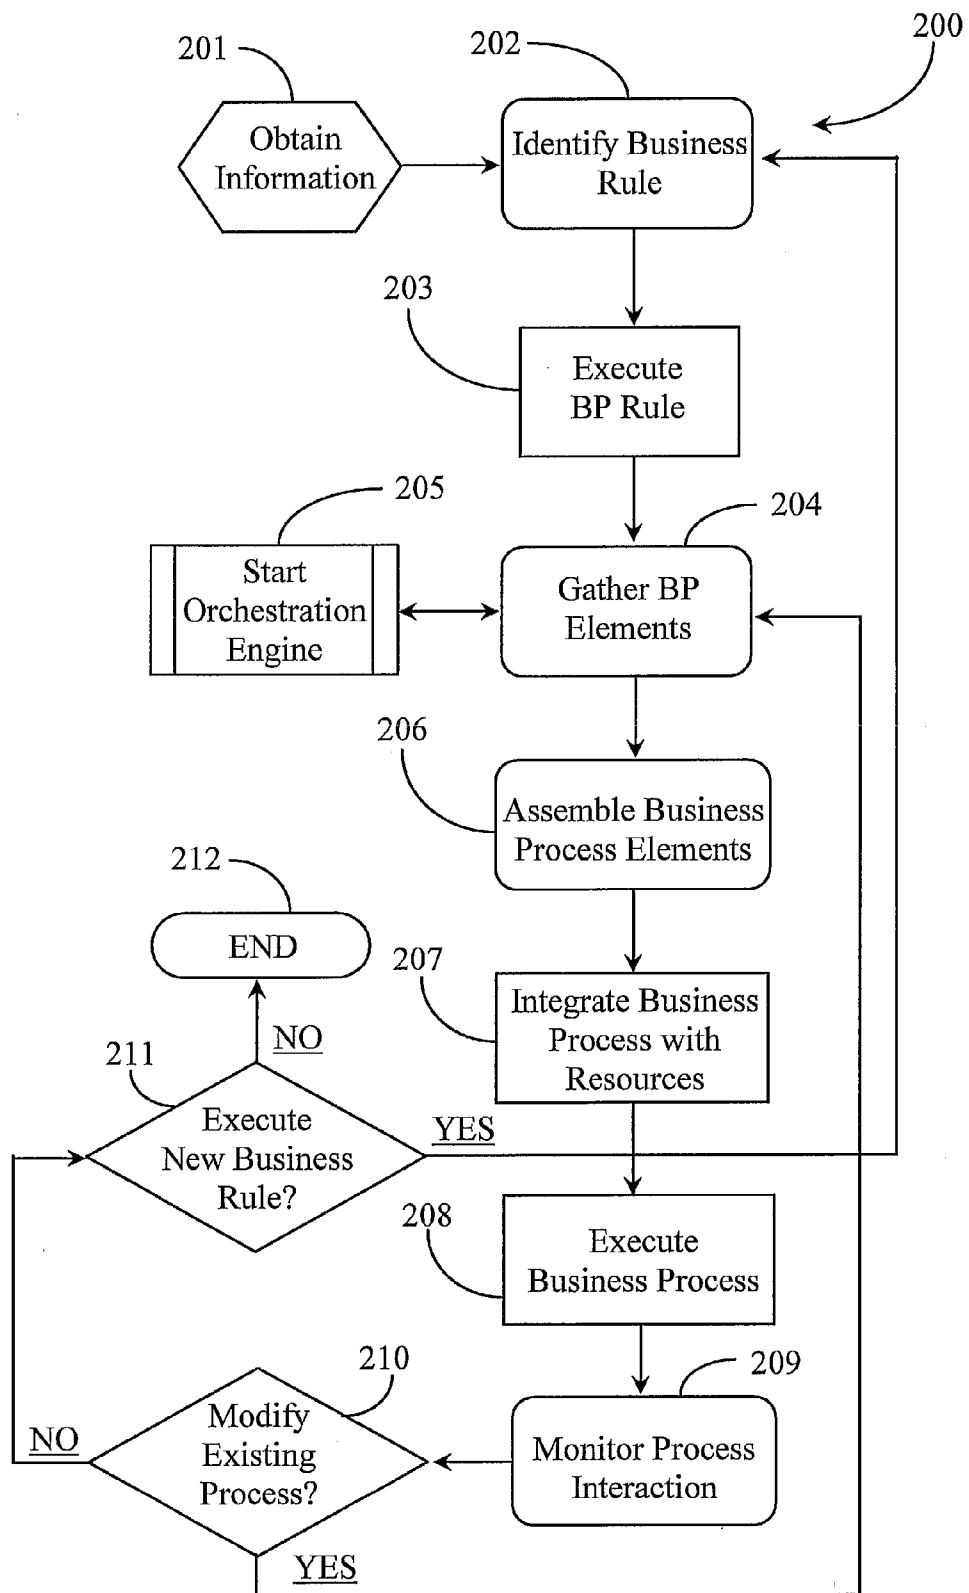 200
201
202
Obtain
Information
Identify Business
Rule
203
Execute
BP Rule
205
204
Start
Orchestration
Engine
Gather BP
Elements
206
Assemble Business
Process Elements
212
END
207
Integrate Business
Process with
Resources
NO
211
Execute
New Business
Rule?
YES
208
Execute
Business Process
210
209
Modify
Existing
Process?
NO
Monitor Process
Interaction
YES